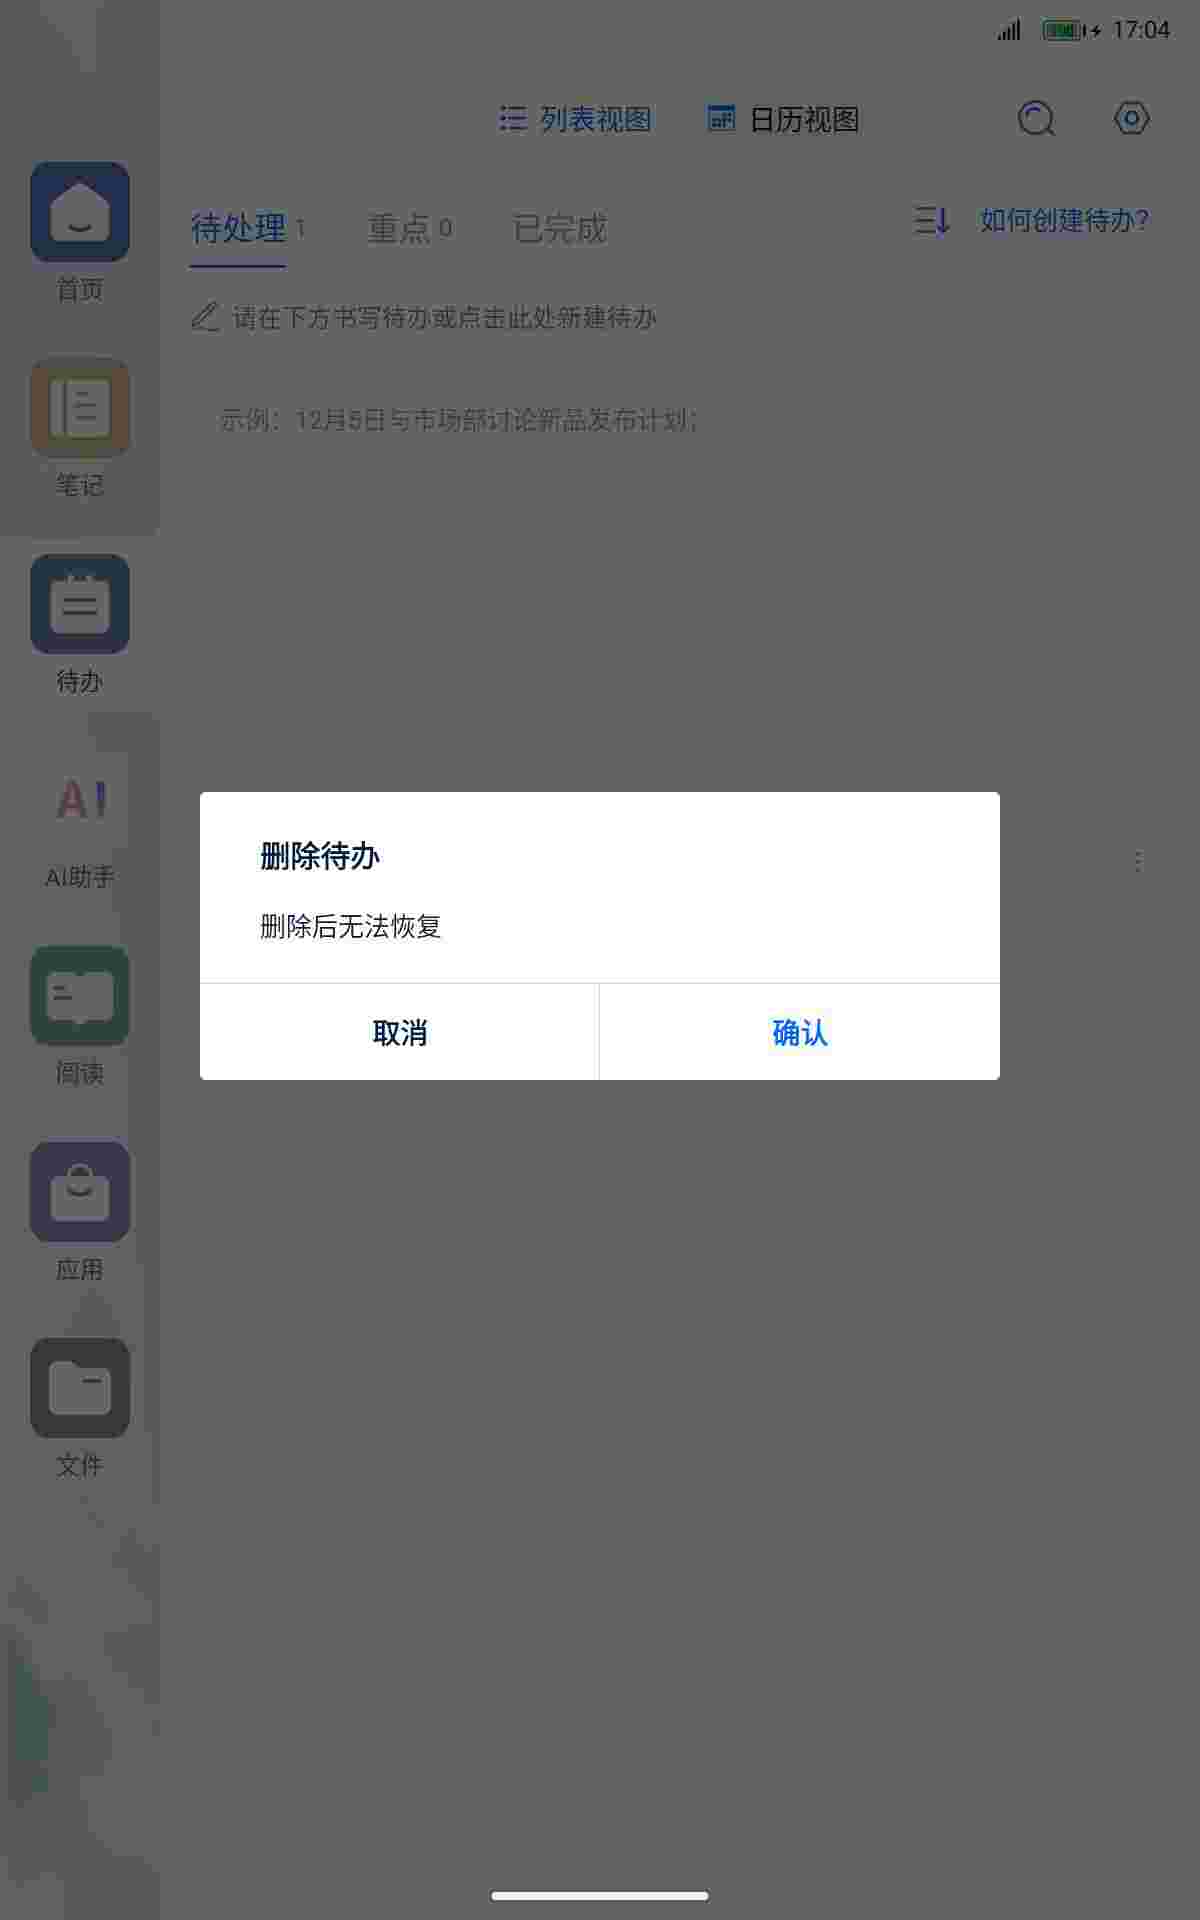 17:04
列表视图 日历视图
待处理 1 重点 0 已完成 如何创建待办?
请在下方书写待办或点击此处新建待办
示例：12月5日与市场部讨论新品发布计划；
首页
笔记
待办
AI
AI助手
阅读
应用
文件
删除待办
删除后无法恢复
取消 确认